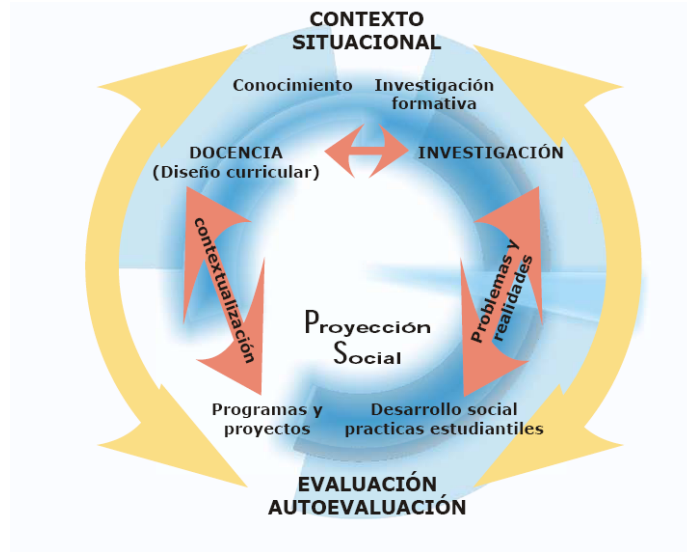 CONTEXTO
SITUACIONAL
Conocimiento
Investigación
formativa
DOCENCIA
(Diseño curricular)
INVESTIGACIÓN
contextualización
Problemas y
realidades
Proyección
Social
Programas y
proyectos
Desarrollo social
practicas estudiantiles
EVALUACIÓN
AUTOEVALUACIÓN